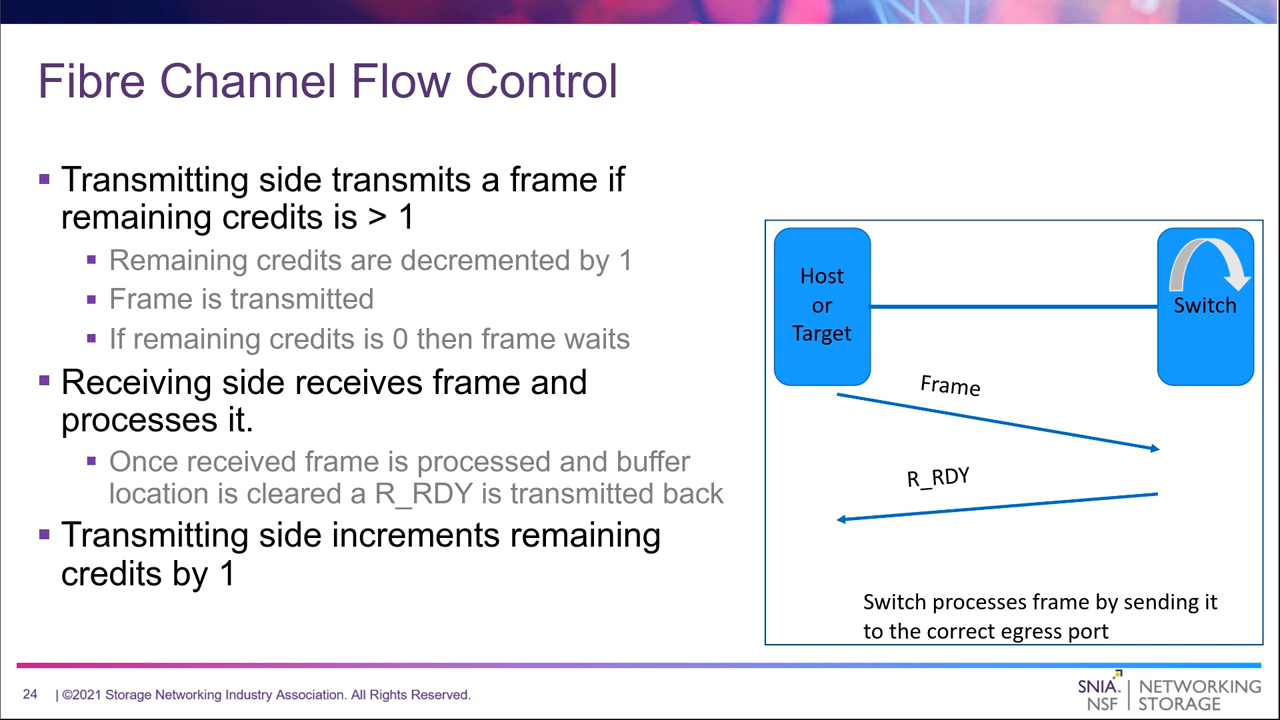 Fibre Channel Flow Control
Transmitting side transmits a frame if
remaining credits is > 1
Remaining credits are decremented by 1
Frame is transmitted
If remaining credits is 0 then frame waits
Receiving side receives frame and
processes it.
Once received frame is processed and buffer
location is cleared a R_RDY is transmitted back
Transmitting side increments remaining
credits by 1
Host
or
Target
Switch
Frame
R_RDY
Switch processes frame by sending it
to the correct egress port
24 | ©2021 Storage Networking Industry Association. All Rights Reserved.
SNIA. | NETWORKING
NSF | STORAGE